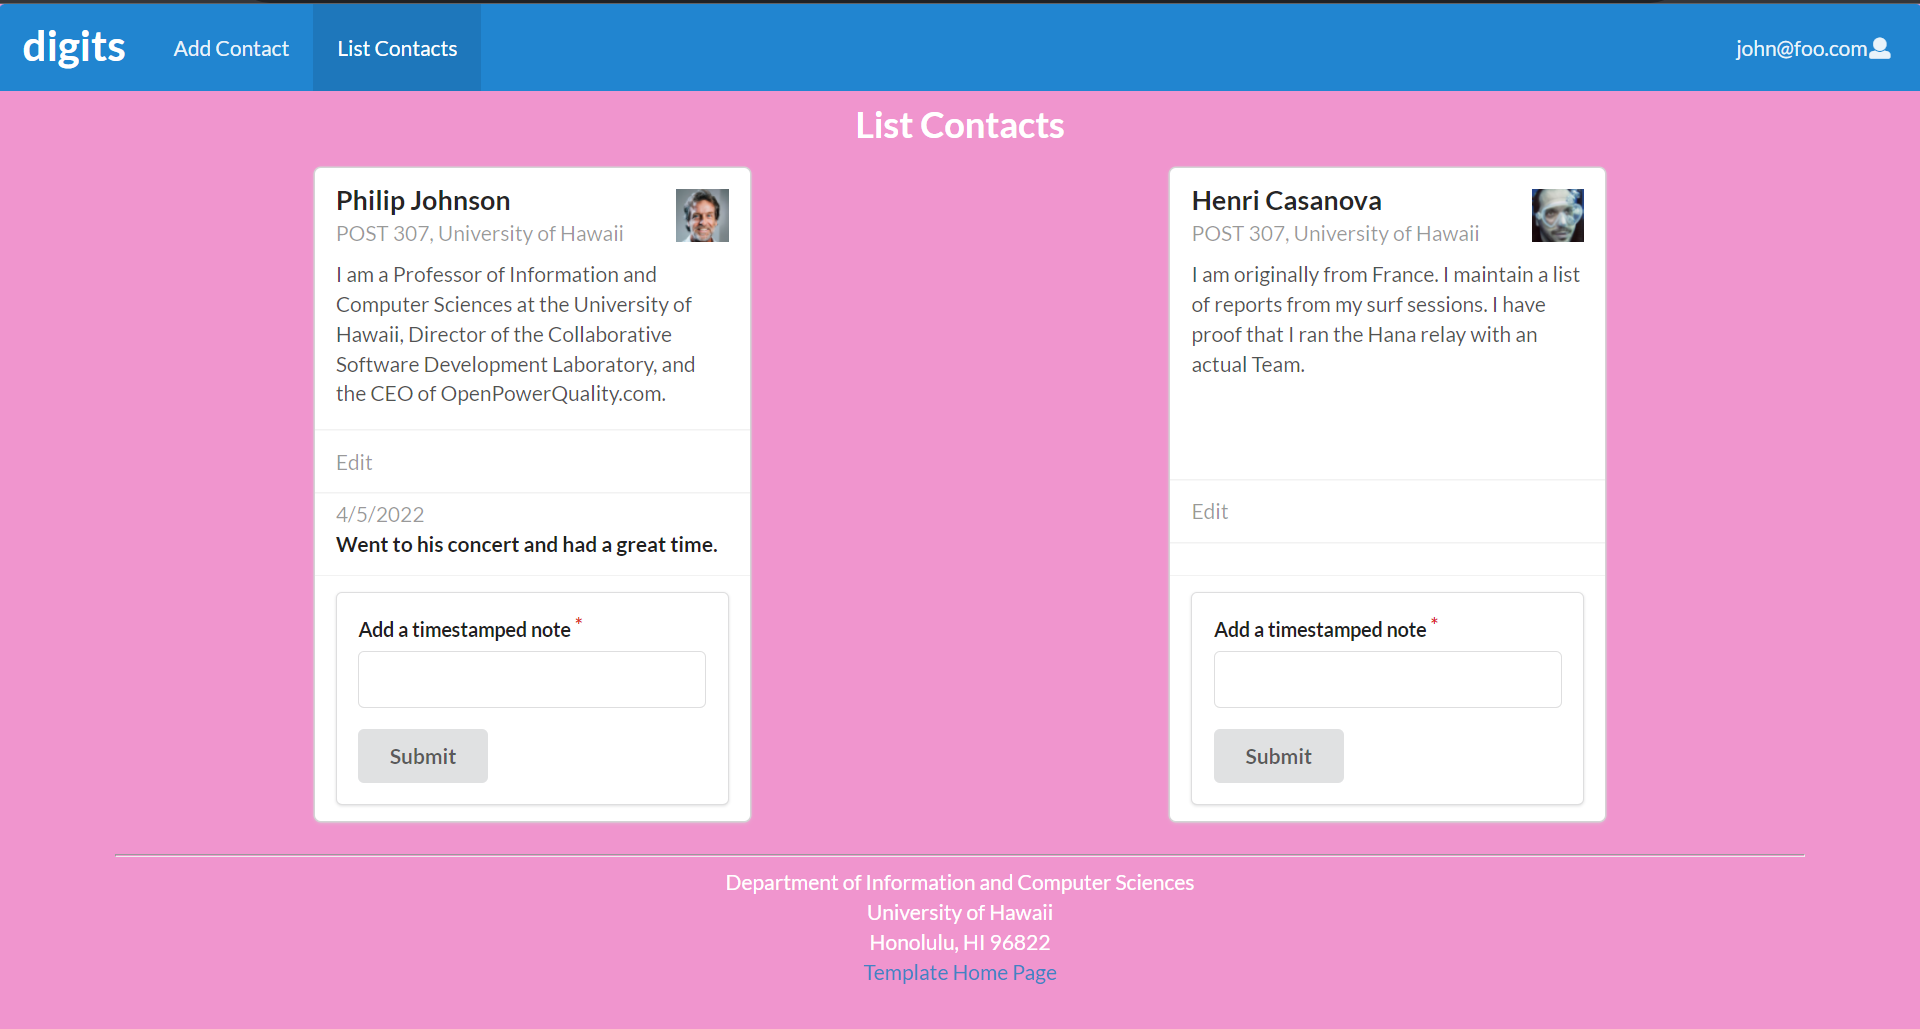 digits
Add Contact
List Contacts
john@foo.com
List Contacts
Philip Johnson
POST 307, University of Hawaii
I am a Professor of Information and
Computer Sciences at the University of
Hawaii, Director of the Collaborative
Software Development Laboratory, and
the CEO of OpenPowerQuality.com.
Edit
4/5/2022
Went to his concert and had a great time.
Add a timestamped note *
Submit
Henri Casanova
POST 307, University of Hawaii
I am originally from France. I maintain a list
of reports from my surf sessions. I have
proof that I ran the Hana relay with an
actual Team.
Edit
Add a timestamped note *
Submit
Department of Information and Computer Sciences
University of Hawaii
Honolulu, HI 96822
Template Home Page